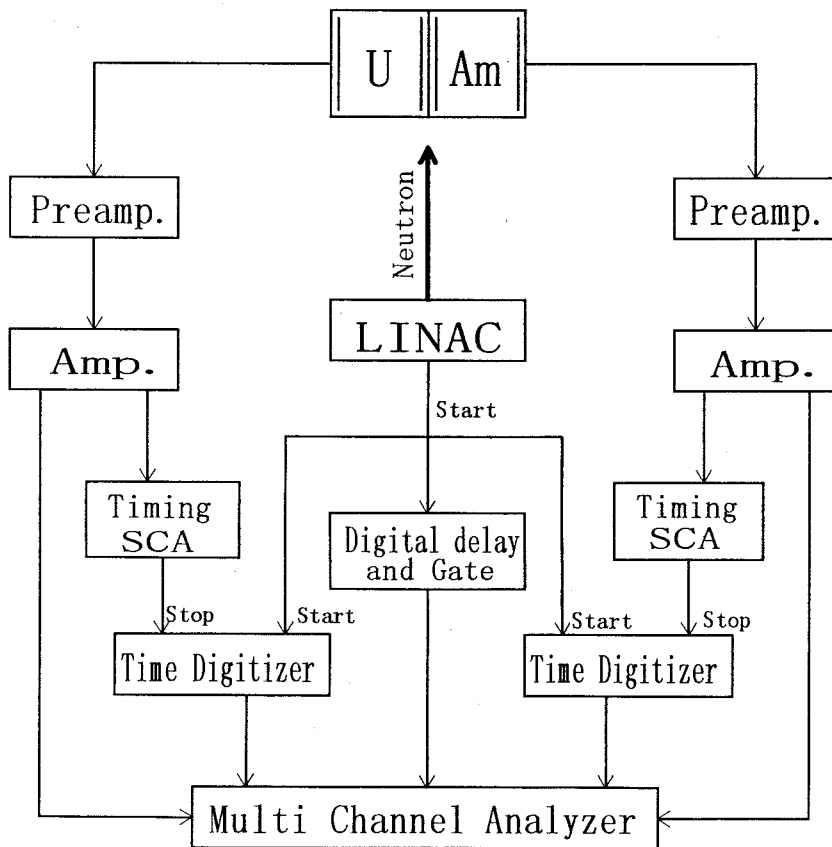 U Am
Neutron
Preamp.
Preamp.
LINAC
Amp.
Amp.
Start
Timing
SCA
Digital delay
and Gate
Timing
SCA
Stop
Start
Start
Stop
Time Digitizer
Time Digitizer
Multi Channel Analyzer